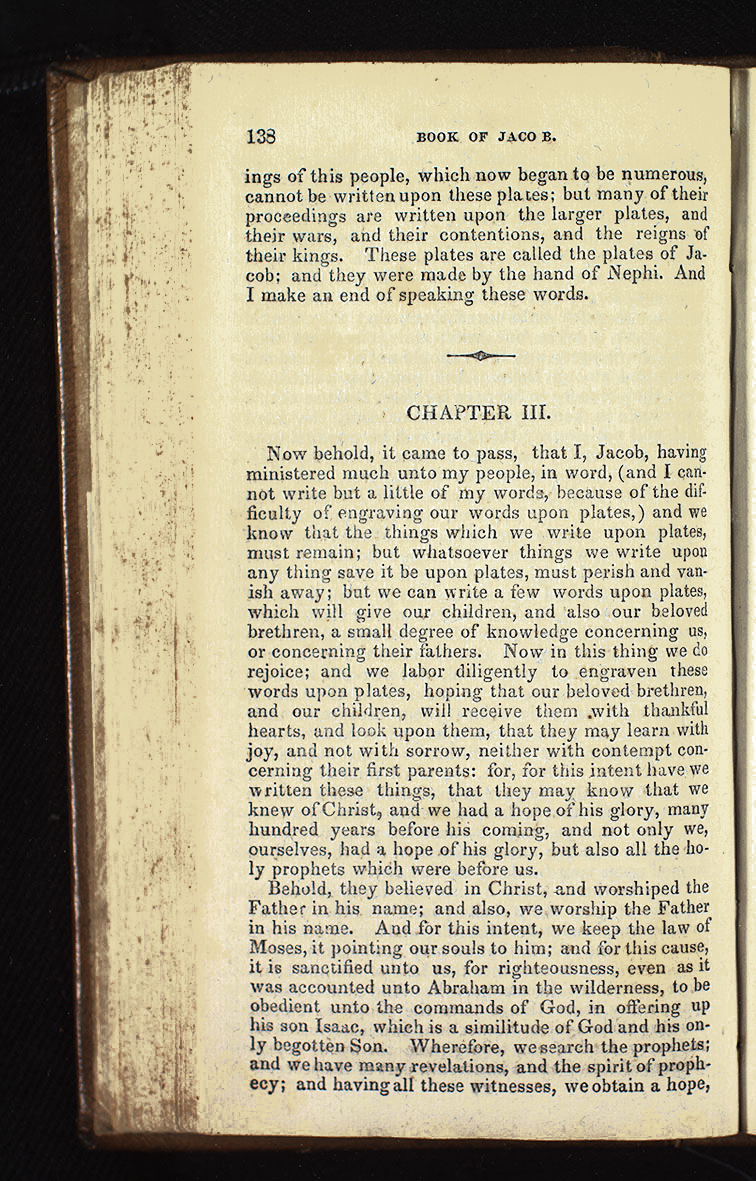 138 BOOK OF JACO B.
ings of this people, which now began to be numerous,
cannot be written upon these plates; but many of their
proceedings are written upon the larger plates, and
their wars, and their contentions, and the reigns of
their kings. These plates are called the plates of Ja-
cob; and they were made by the hand of Nephi. And
I make an end of speaking these words.
CHAPTER III.
Now behold, it came to pass, that I, Jacob, having
ministered much unto my people, in word, (and I can-
not write but a little of my words, because of the dif-
ficulty of engraving our words upon plates,) and we
know that the things which we write upon plates,
must remain; but whatsoever things we write upon
any thing save it be upon plates, must perish and van-
ish away; but we can write a few words upon plates,
which will give our children, and also our beloved
brethren, a small degree of knowledge concerning us,
or concerning their fathers. Now in this thing we do
rejoice; and we labor diligently to engraven these
words upon plates, hoping that our beloved brethren,
and our children, will receive them with thankful
hearts, and look upon them, that they may learn with
joy, and not with sorrow, neither with contempt con-
cerning their first parents: for, for this intent have we
written these things, that they may know that we
knew of Christ, and we had a hope of his glory, many
hundred years before his coming, and not only we,
ourselves, had a hope of his glory, but also all the ho-
ly prophets which were before us.
Behold, they believed in Christ, and worshiped the
Father in his name; and also, we worship the Father
in his name. And for this intent, we keep the law of
Moses, it pointing our souls to him; and for this cause,
it is sanctified unto us, for righteousness, even as it
was accounted unto Abraham in the wilderness, to be
obedient unto the commands of God, in offering up
his son Isaac, which is a similitude of God and his on-
ly begotten Son. Wherefore, we search the prophets;
and we have many revelations, and the spirit of proph-
ecy; and having all these witnesses, we obtain a hope,